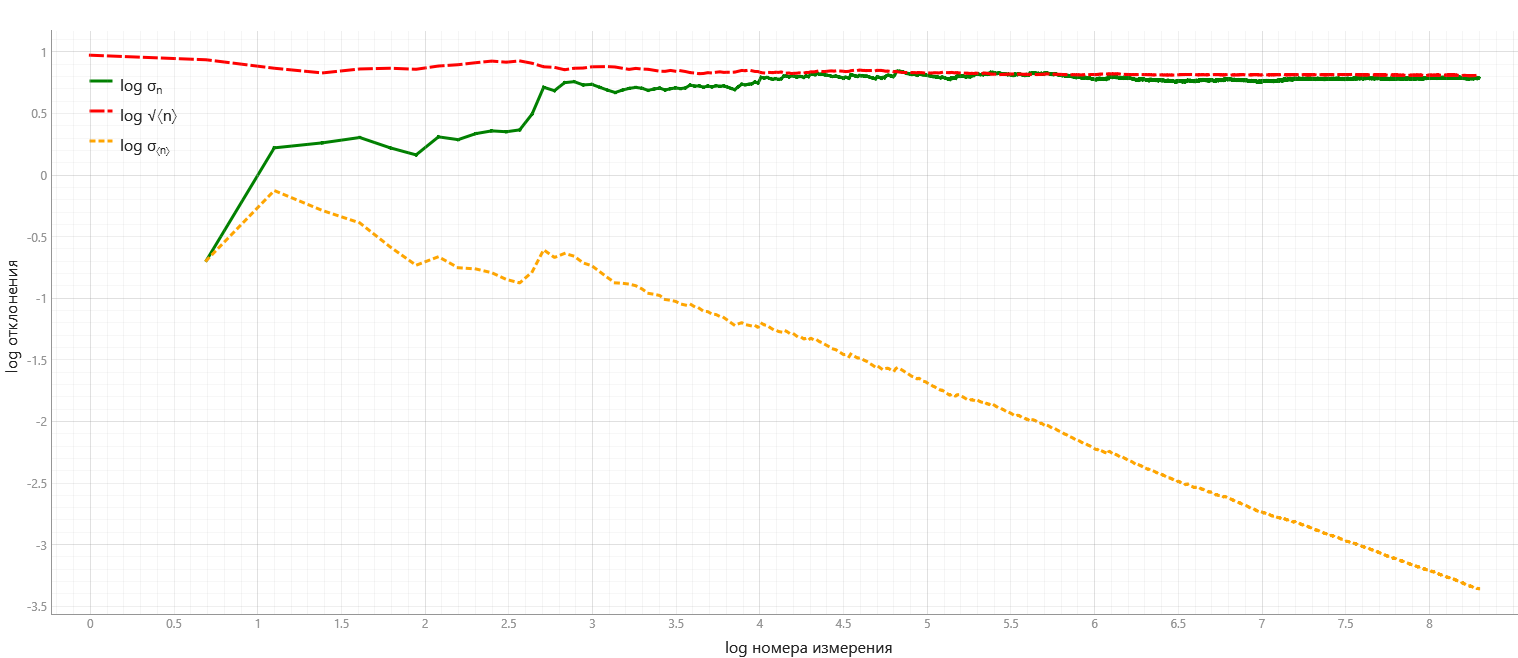 1
0.5
0
-0.5
-1
-1.5
-2
-2.5
-3
-3.5
log отклонения
log σn
log √⟨n⟩
log σ⟨n⟩
0 0.5 1 1.5 2 2.5 3 3.5 4 4.5 5 5.5 6 6.5 7 7.5 8
log номера измерения